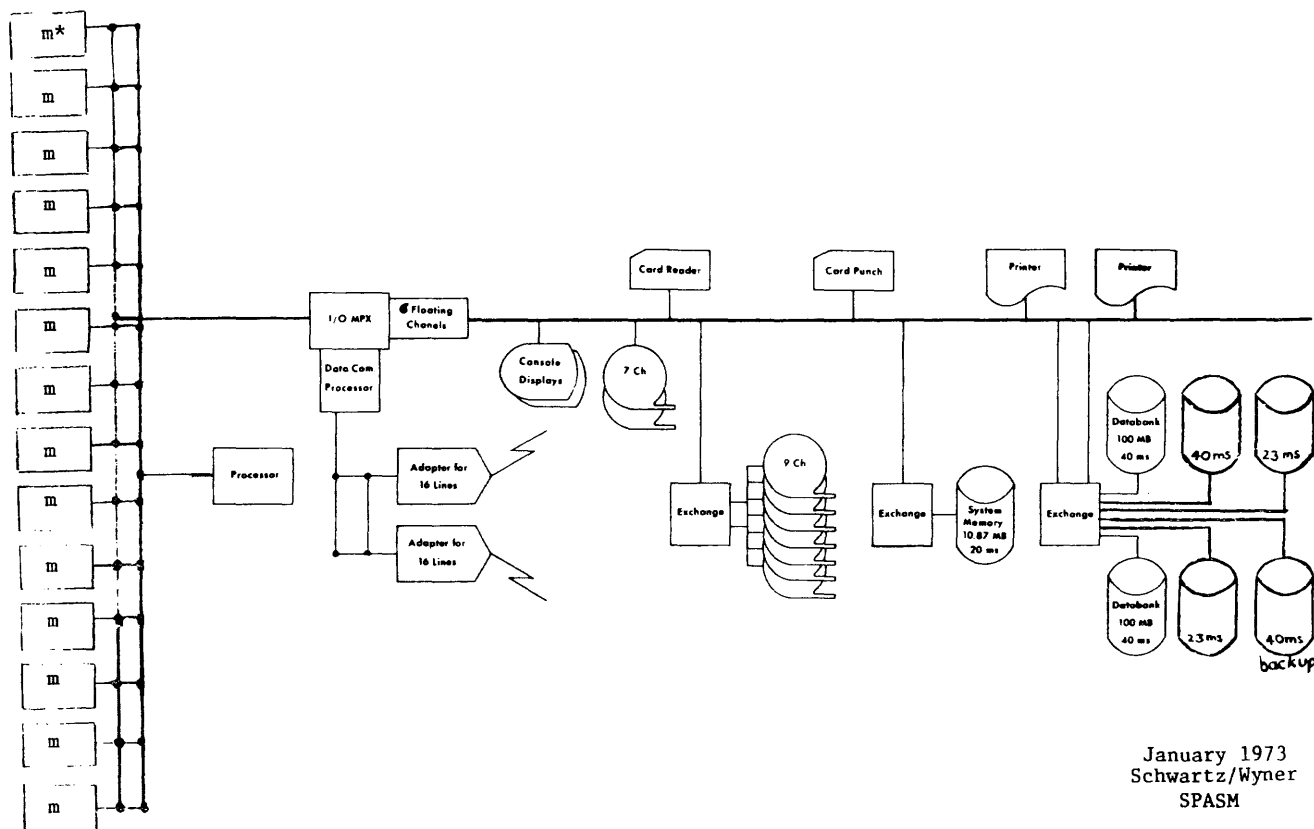 m*
m
m
m
m
m
m
m
m
m
m
m
m
m
I/O MPX
6 Floating
Chanels
Data Com
Processor
Processor
Adapter for
16 Lines
Adapter for
16 Lines
Console
Displays
7 Ch
Card Reader
Card Punch
Printer
Printer
Exchange
9 Ch
Exchange
System
Memory
10.87 MB
20 ms
Exchange
Databank
100 MB
40 ms
40ms
23ms
Databank
100 MB
40 ms
23ms
40ms
backup
January 1973
Schwartz/Wyner
SPASM